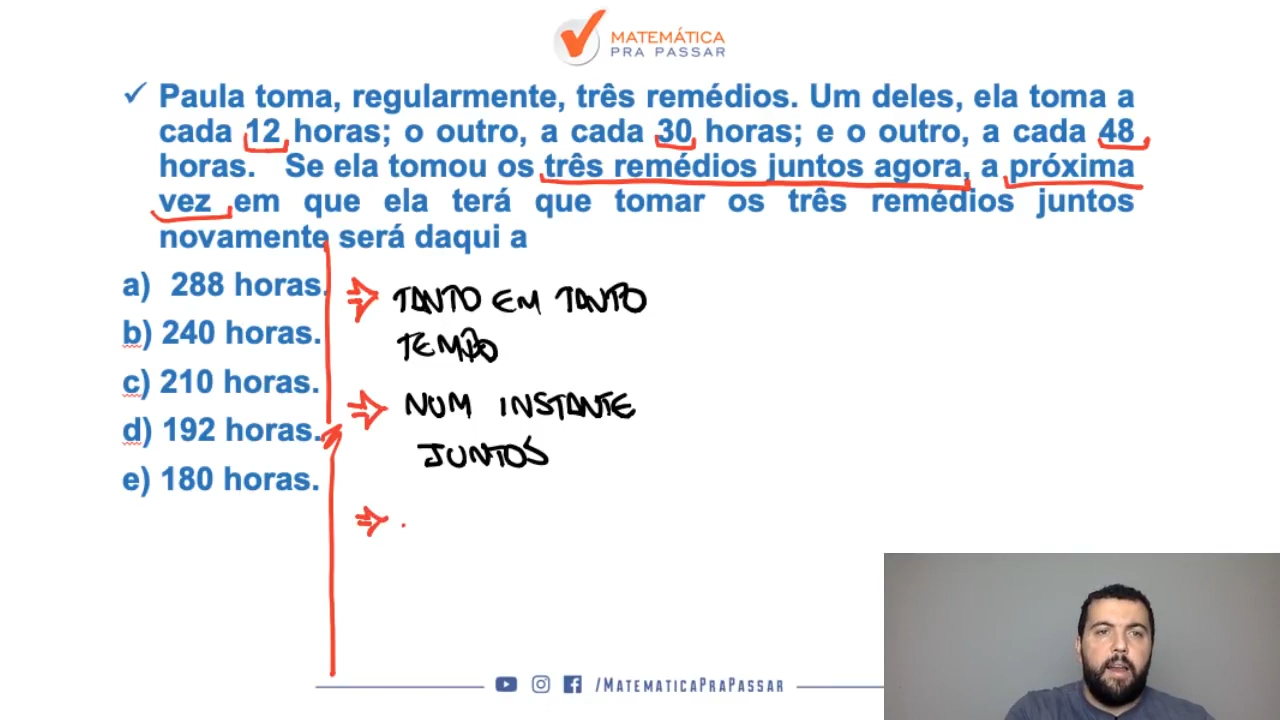 MATEMÁTICA
PRA PASSAR
✓ Paula toma, regularmente, três remédios. Um deles, ela toma a
cada 12 horas; o outro, a cada 30 horas; e o outro, a cada 48
horas. Se ela tomou os três remédios juntos agora, a próxima
vez em que ela terá que tomar os três remédios juntos
novamente será daqui a
a) 288 horas.
b) 240 horas.
c) 210 horas.
d) 192 horas.
e) 180 horas.
⇒ TANTO EM TANTO
TEMPO
⇒ NUM INSTANTE
JUNTOS
⇒
/MATEMATICAPRAPASSAR